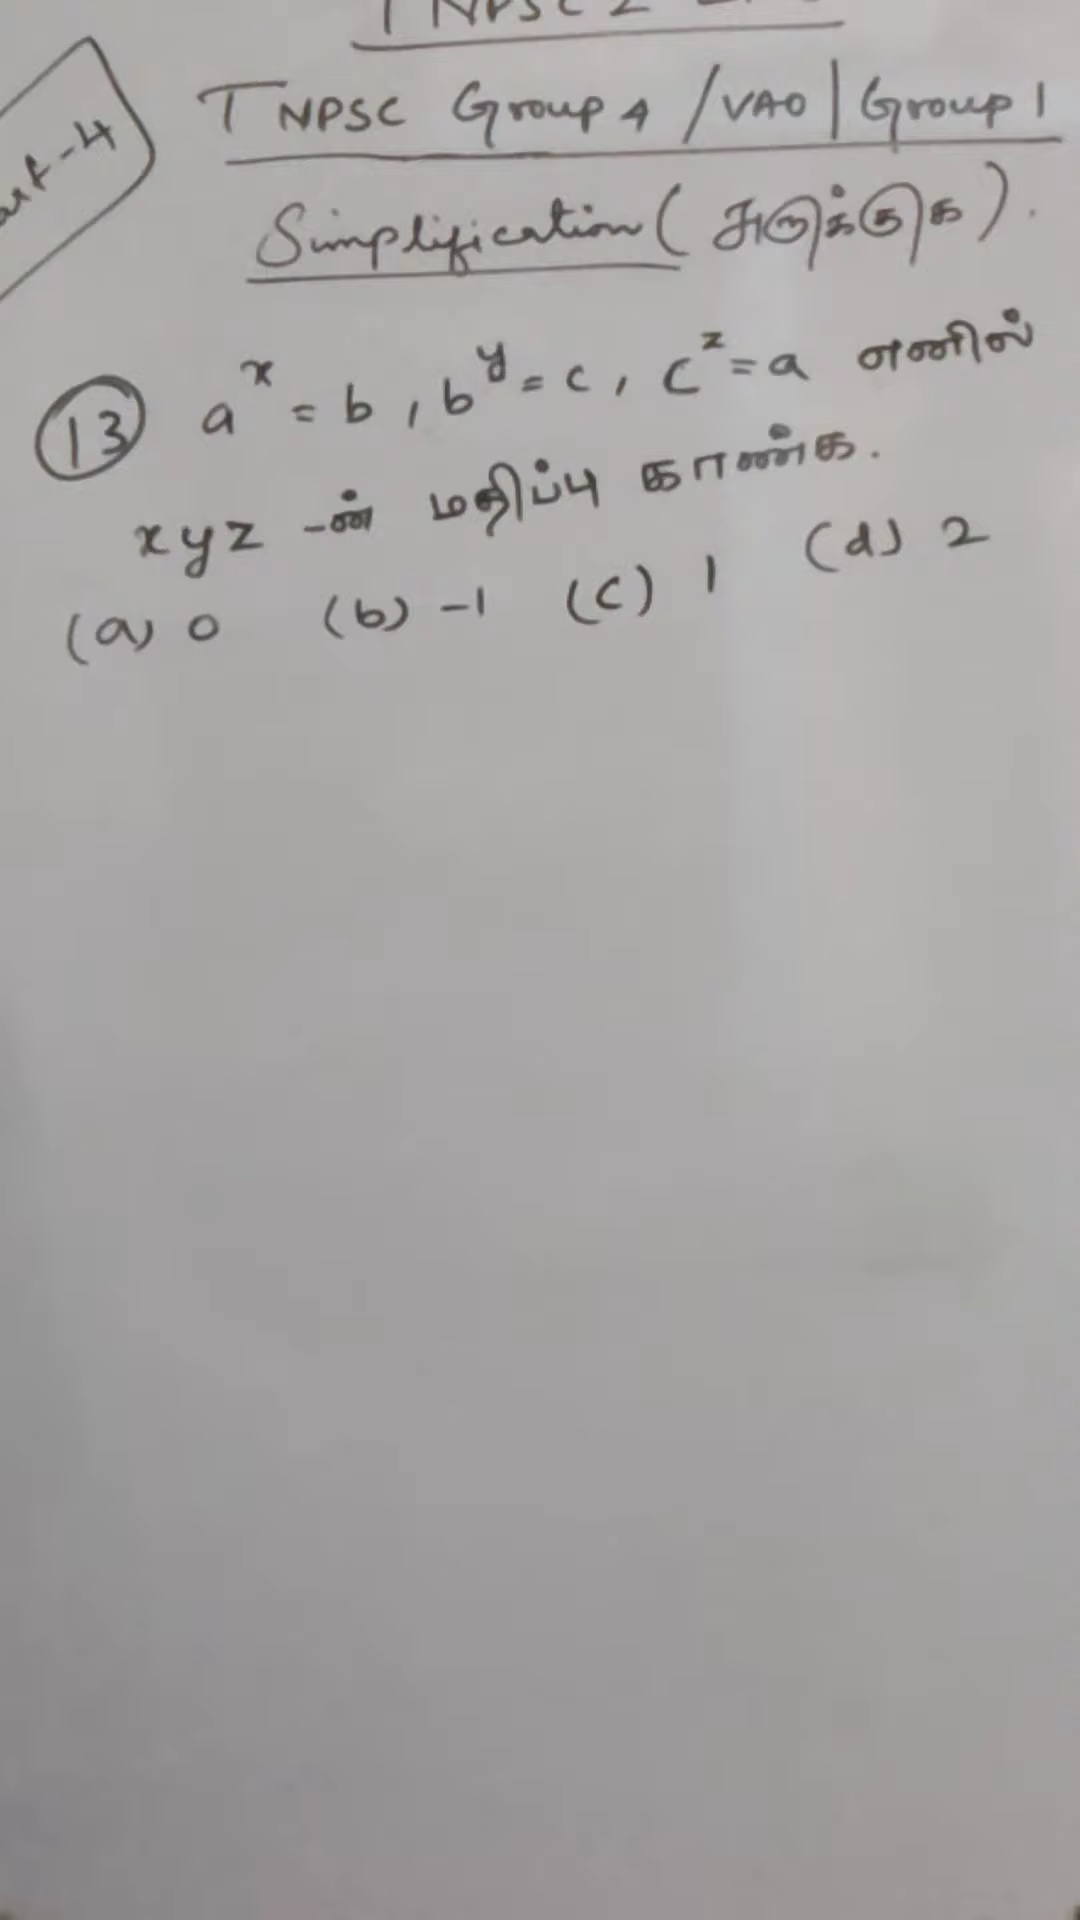 TNPSC Group 4 / VAO | Group 1
Simplification ( சுருக்குக ).
13 a^x = b, b^y = c, c^z = a எனில்
xyz -ன் மதிப்பு காண்க.
(a) 0 (b) -1 (c) 1 (d) 2